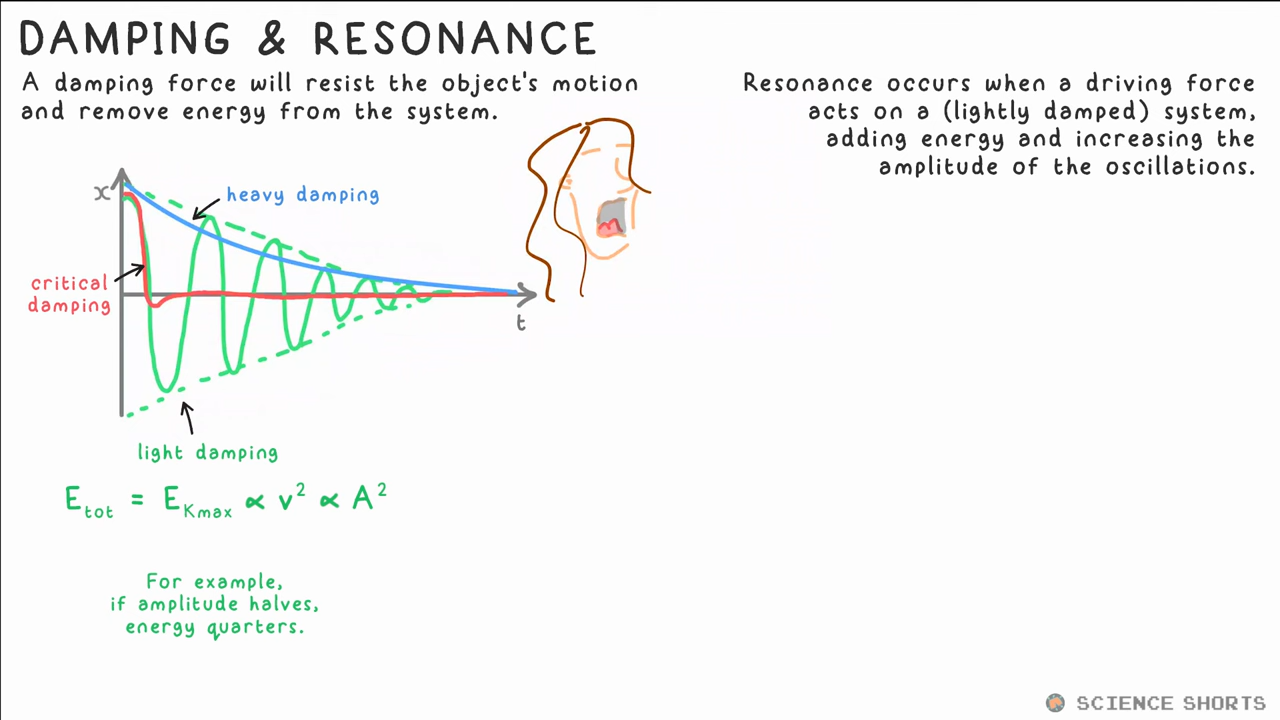 DAMPING & RESONANCE
A damping force will resist the object's motion
and remove energy from the system.
Resonance occurs when a driving force
acts on a (lightly damped) system,
adding energy and increasing the
amplitude of the oscillations.
x
heavy damping
critical
damping
t
light damping
E_tot = E_Kmax ∝ v² ∝ A²
For example,
if amplitude halves,
energy quarters.
SCIENCE SHORTS